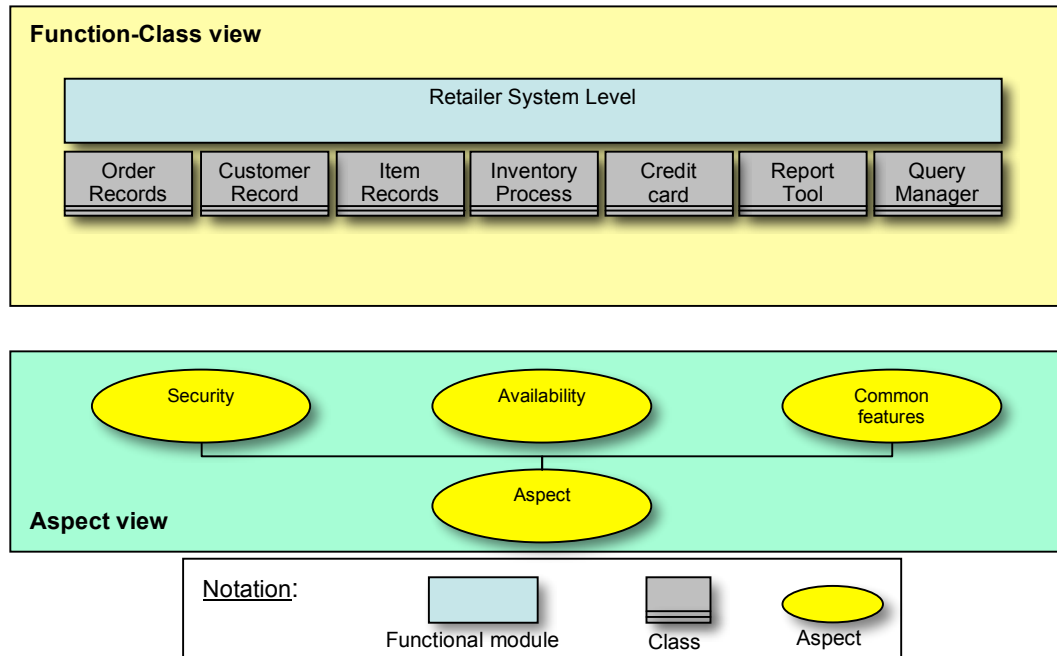 Function-Class view
Retailer System Level
Order
Records
Customer
Record
Item
Records
Inventory
Process
Credit
card
Report
Tool
Query
Manager
Security
Availability
Common
features
Aspect
Aspect view
Notation:
Functional module
Class
Aspect